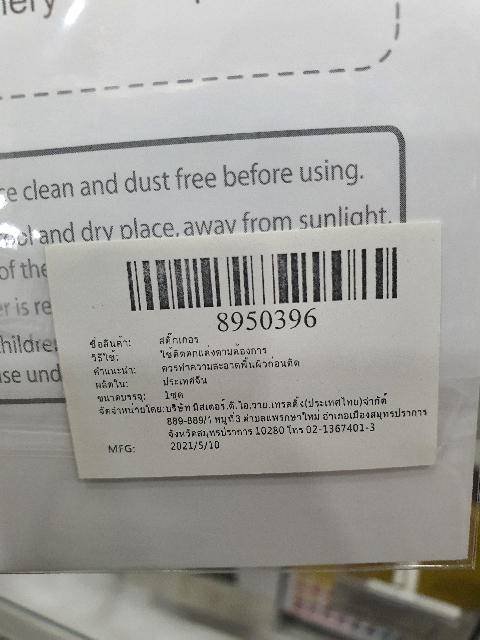 ce clean and dust free before using.
ool and dry place, away from sunlight.
of the
er is re
hildre
use und
8950396
ชื่อสินค้า: สติ๊กเกอร์
วิธีใช้: ใช้ติดตกแต่งตามต้องการ
คำแนะนำ: ควรทำความสะอาดพื้นผิวก่อนติด
ผลิตใน: ประเทศจีน
ขนาดบรรจุ: 1ชุด
จัดจำหน่ายโดย:บริษัท มิสเตอร์.ดี.ไอ.วาย.เทรดดิ้ง(ประเทศไทย)จำกัด
889-889/1 หมู่ที่3 ตำบลแพรกษาใหม่ อำเภอเมืองสมุทรปราการ
จังหวัดสมุทรปราการ 10280 โทร 02-1367401-3
MFG: 2021/5/10